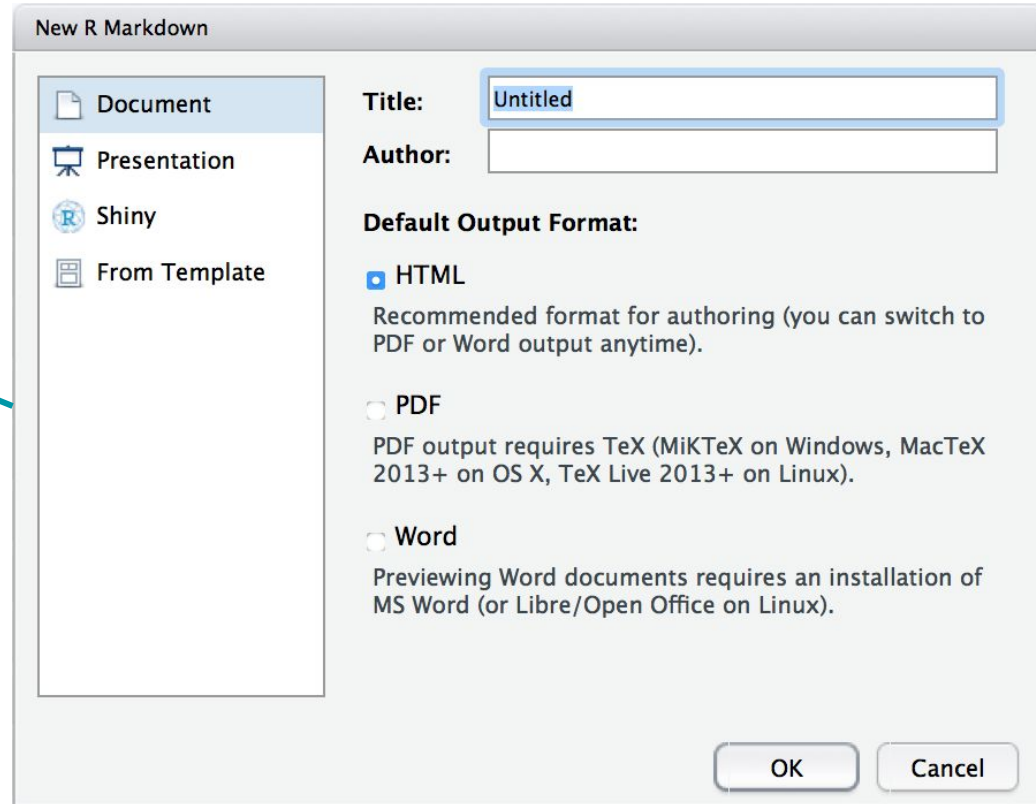 New R Markdown
Document
Presentation
Shiny
From Template
Title: Untitled
Author:
Default Output Format:
HTML
Recommended format for authoring (you can switch to
PDF or Word output anytime).
PDF
PDF output requires TeX (MiKTeX on Windows, MacTeX
2013+ on OS X, TeX Live 2013+ on Linux).
Word
Previewing Word documents requires an installation of
MS Word (or Libre/Open Office on Linux).
OK Cancel